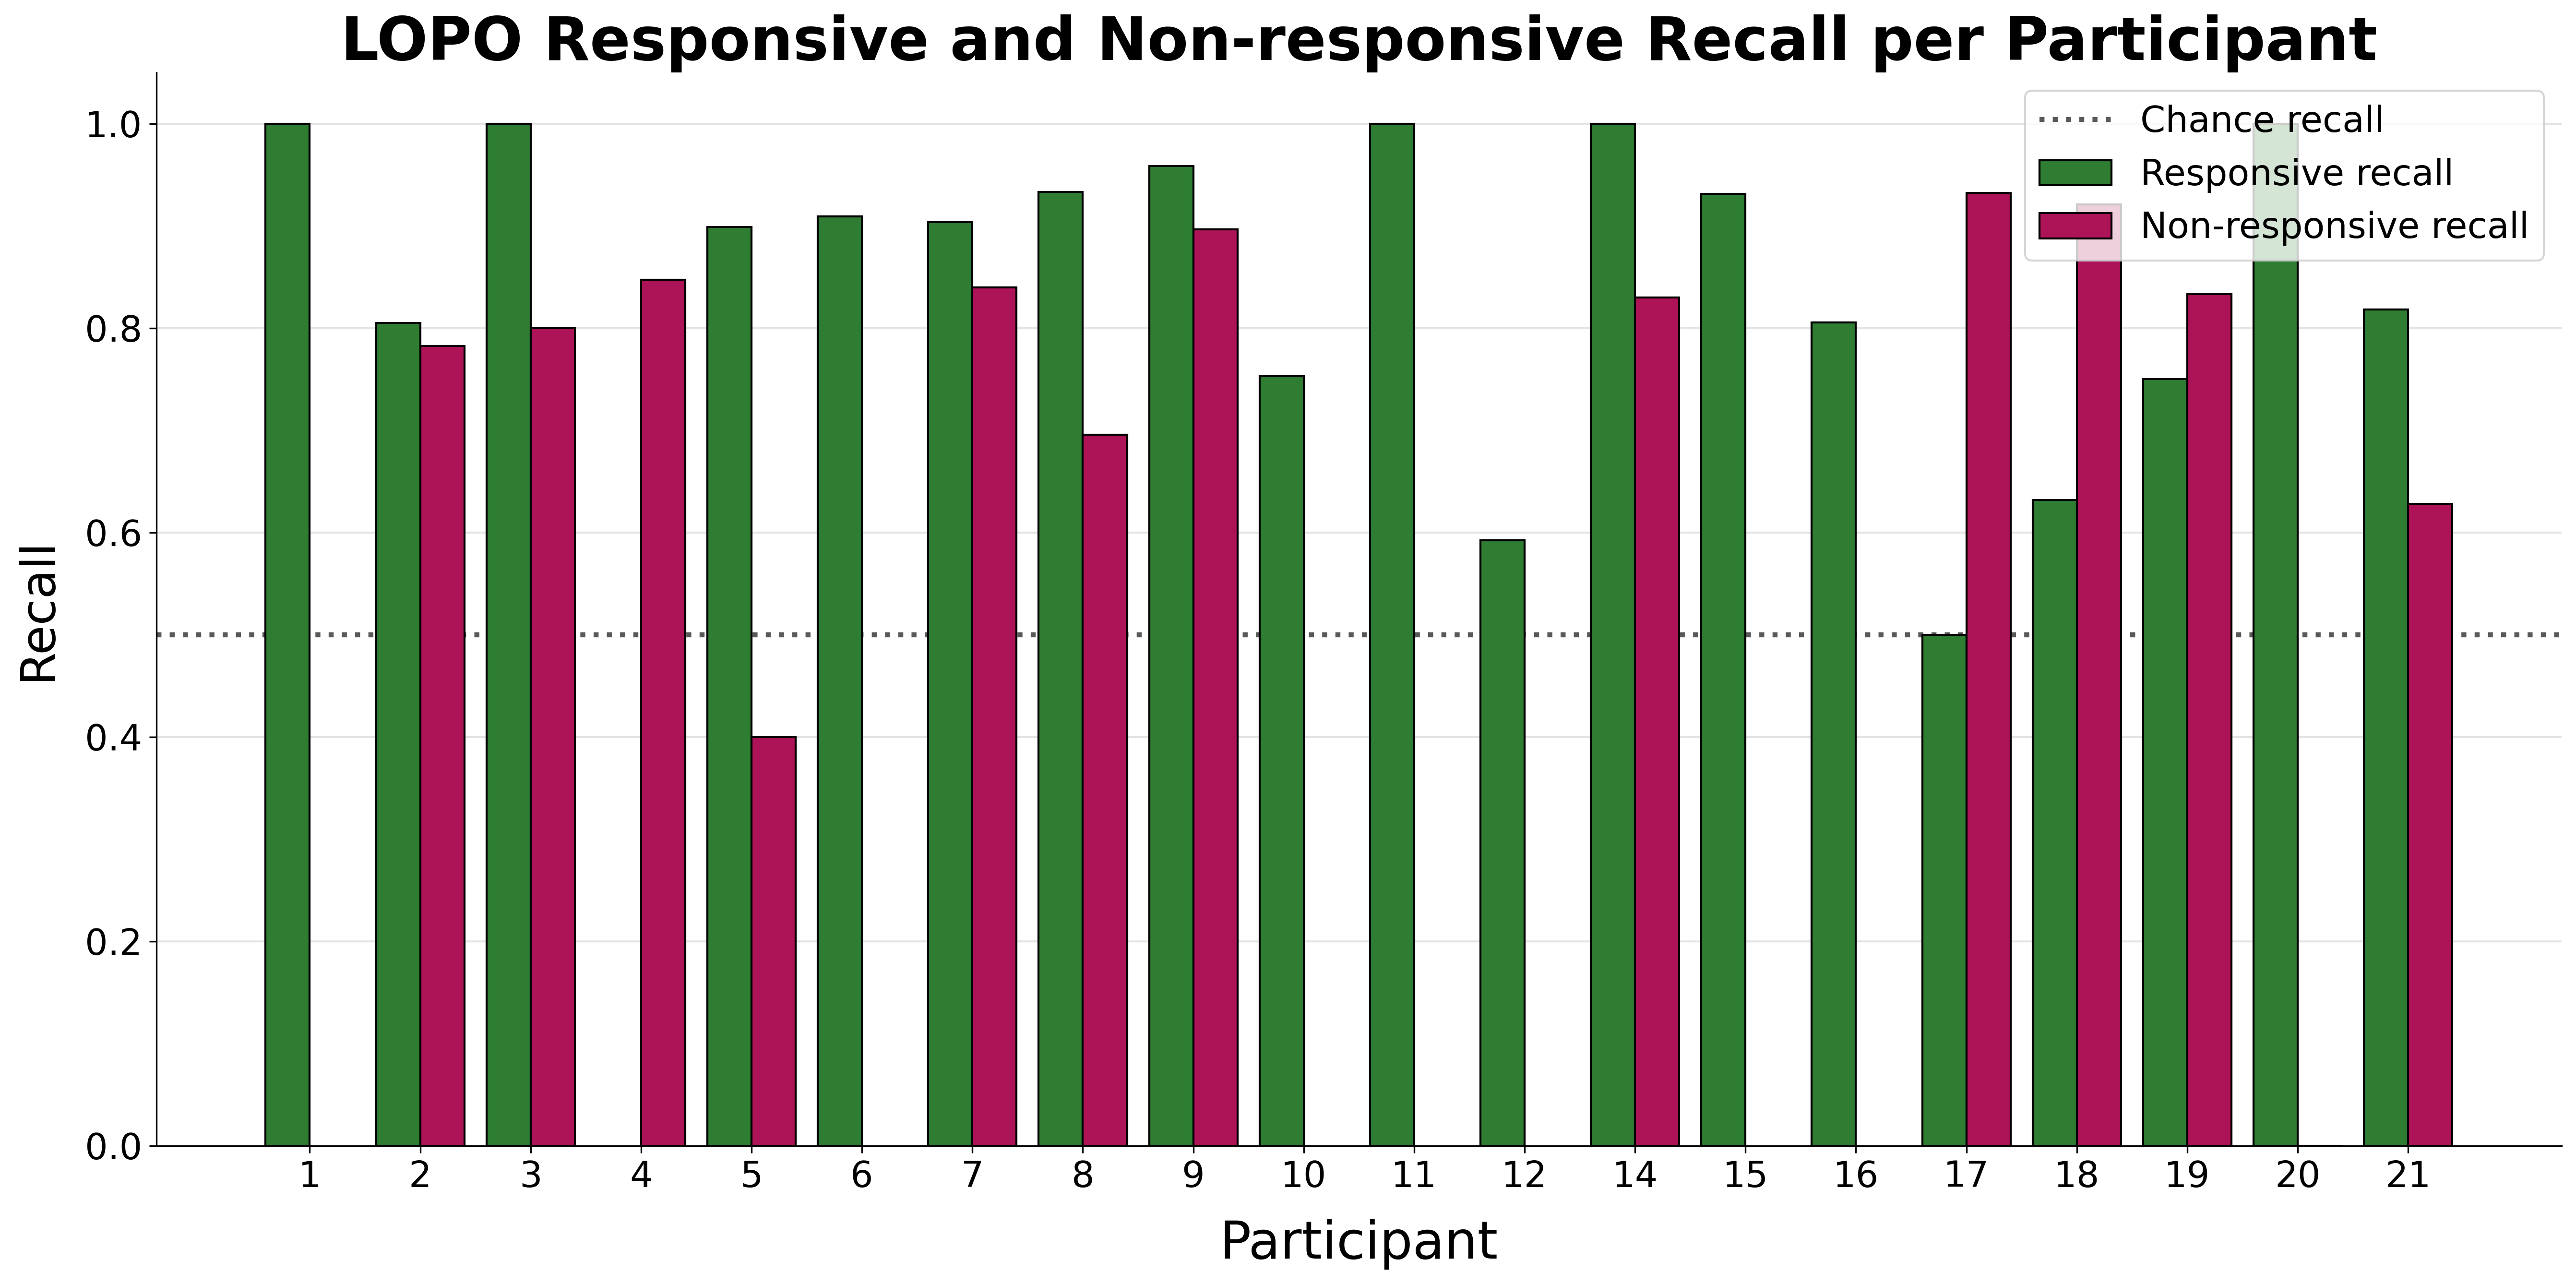 LOPO Responsive and Non-responsive Recall per Participant
Chance recall
Responsive recall
Non-responsive recall
1.0
0.8
0.6
0.4
0.2
0.0
Recall
1 2 3 4 5 6 7 8 9 10 11 12 14 15 16 17 18 19 20 21
Participant